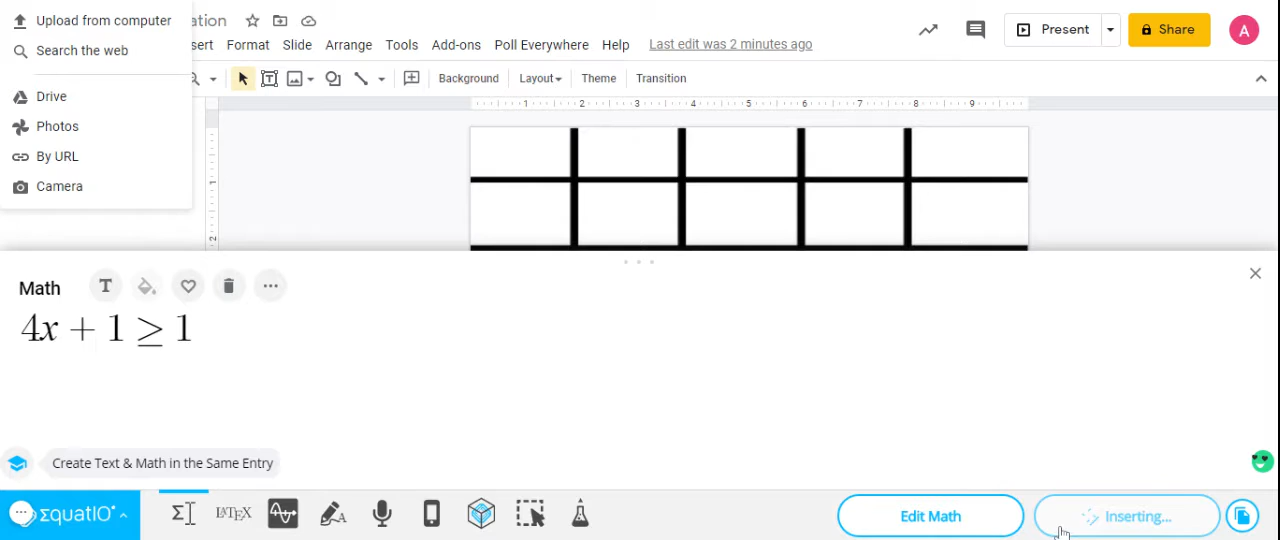 Upload from computer
ation
Search the web
sert Format Slide Arrange Tools Add-ons Poll Everywhere Help Last edit was 2 minutes ago
Present
Share
A
Background Layout Theme Transition
Drive
Photos
By URL
Camera
1 2 3 4 5 6 7 8 9
1
2
Math T
4x + 1 ≥ 1
Create Text & Math in the Same Entry
ΣquatIO
Σ LATEX A
Edit Math Inserting...